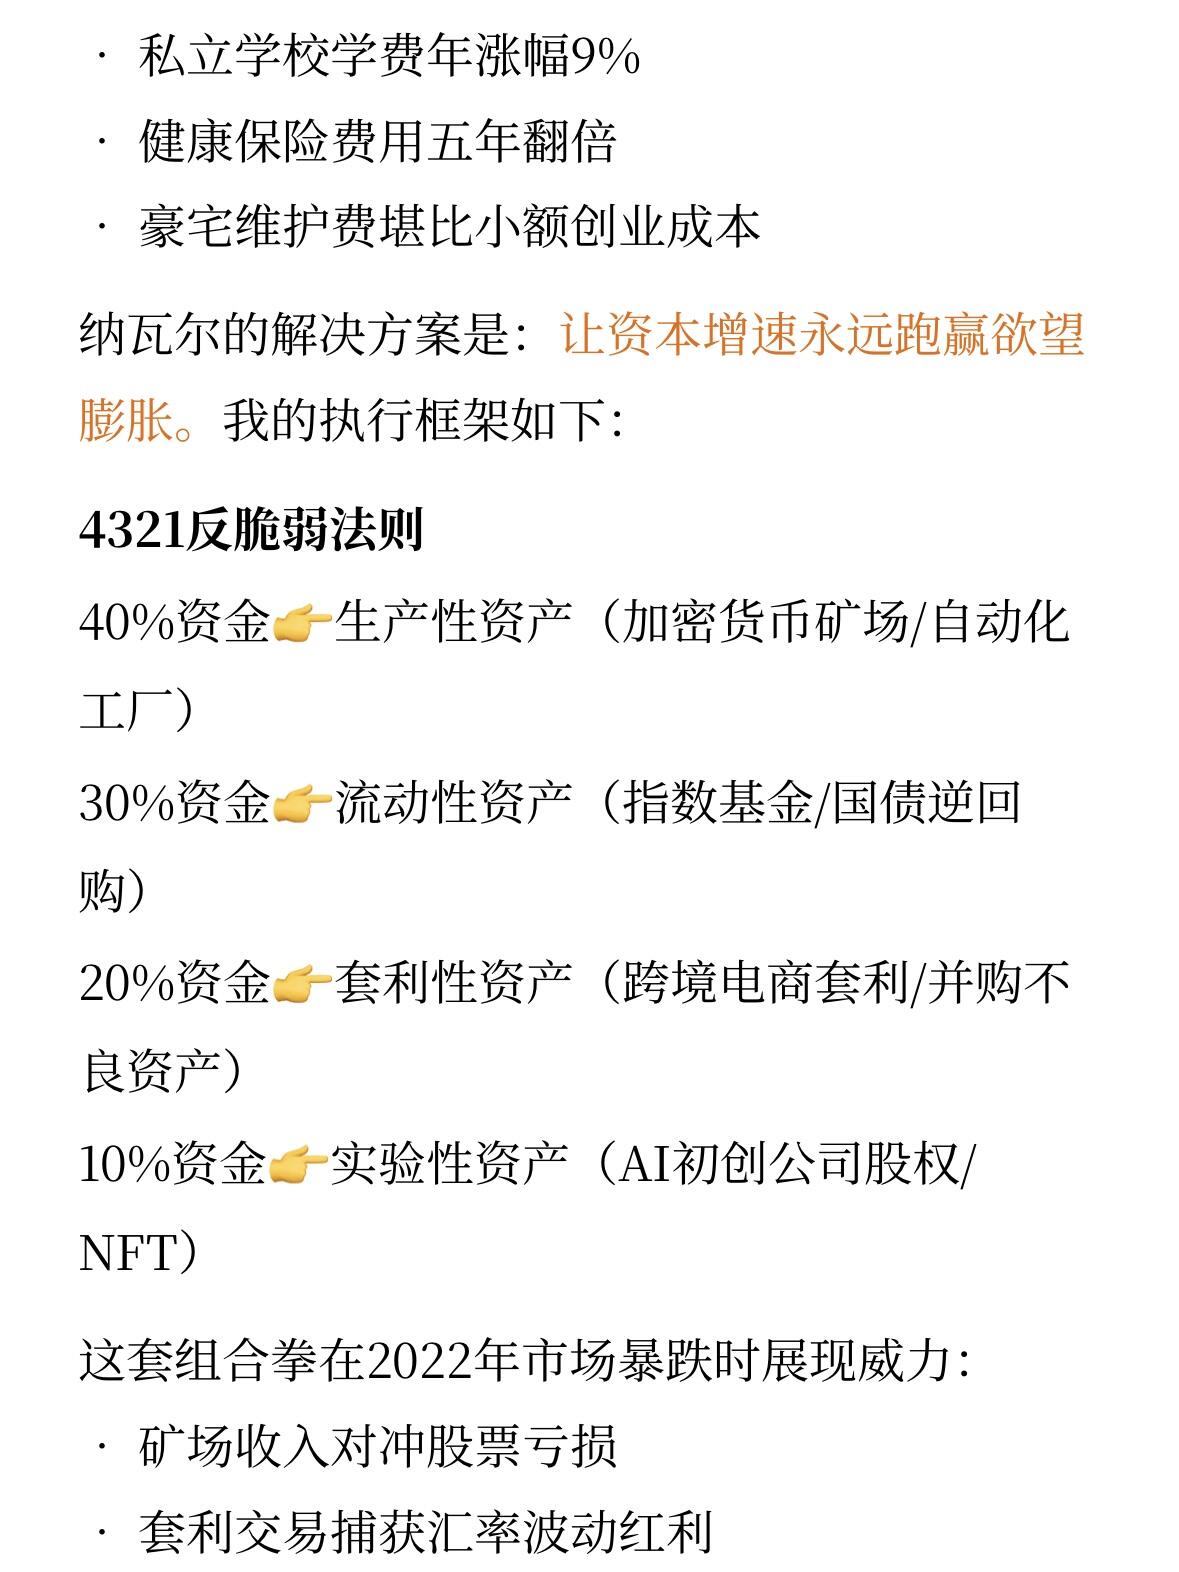 · 私立学校学费年涨幅9%
· 健康保险费用五年翻倍
· 豪宅维护费堪比小额创业成本
纳瓦尔的解决方案是：让资本增速永远跑赢欲望
膨胀。我的执行框架如下：
4321反脆弱法则
40%资金👉生产性资产（加密货币矿场/自动化
工厂）
30%资金👉流动性资产（指数基金/国债逆回
购）
20%资金👉套利性资产（跨境电商套利/并购不
良资产）
10%资金👉实验性资产（AI初创公司股权/
NFT）
这套组合拳在2022年市场暴跌时展现威力：
· 矿场收入对冲股票亏损
· 套利交易捕获汇率波动红利